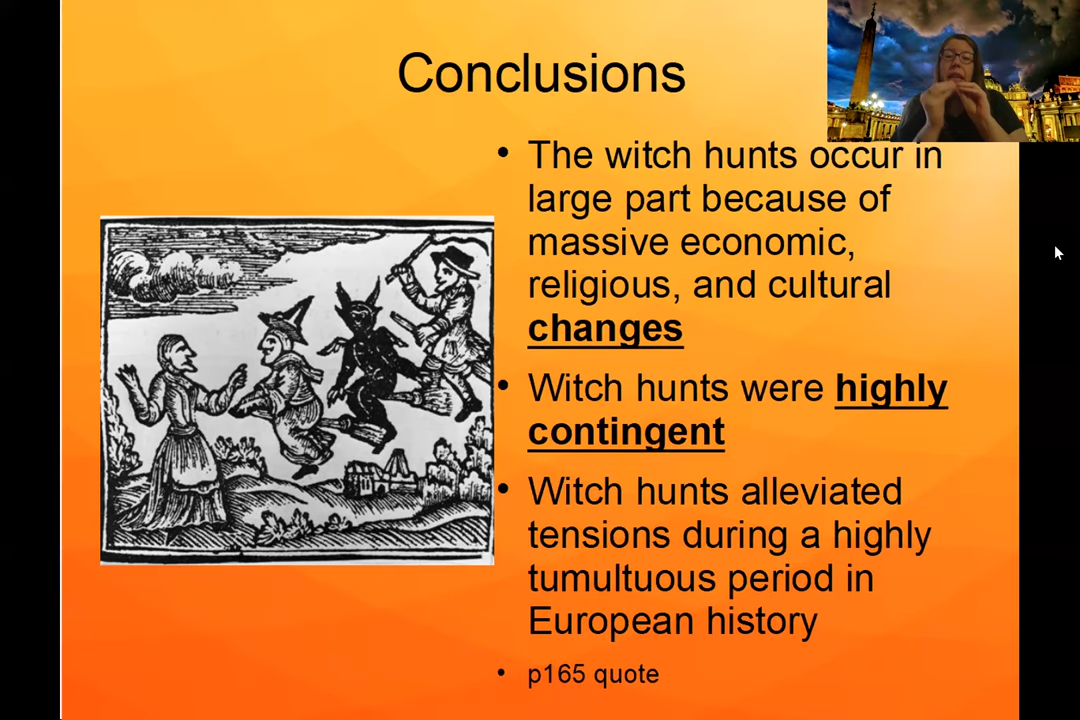 Conclusions
• The witch hunts occur in
large part because of
massive economic,
religious, and cultural
changes
• Witch hunts were highly
contingent
• Witch hunts alleviated
tensions during a highly
tumultuous period in
European history
• p165 quote